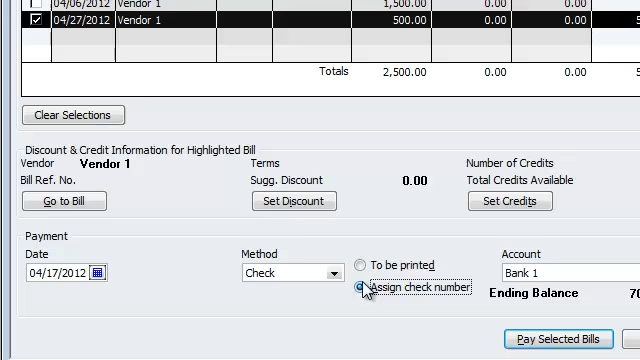 04/06/2012 Vendor 1 1,500.00 0.00 0.00
04/27/2012 Vendor 1 500.00 0.00 0.00
Totals 2,500.00 0.00 0.00
Clear Selections
Discount & Credit Information for Highlighted Bill
Vendor Vendor 1 Terms Number of Credits
Bill Ref. No. Sugg. Discount 0.00 Total Credits Available
Go to Bill Set Discount Set Credits
Payment
Date Method Account
To be printed
04/17/2012 Check Bank 1
Assign check number
Ending Balance 70
Pay Selected Bills